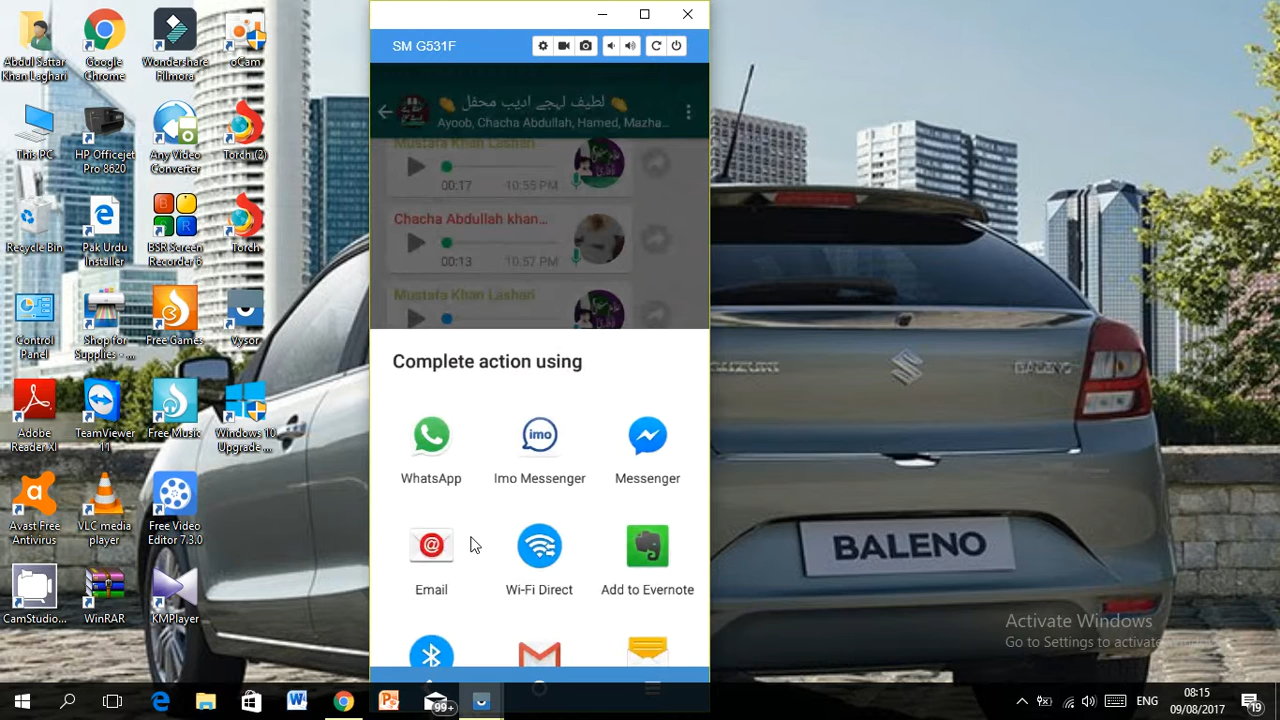 SM G531F
لطیف لہجے ادیب محفل
Ayoob, Chacha Abdullah, Hamed, Mazha...
Mustafa Khan Lashari
00:17 10:55 PM
Chacha Abdullah khan...
00:13 10:57 PM
Mustafa Khan Lashari
Complete action using
WhatsApp
Imo Messenger
imo
Messenger
Email
Wi-Fi Direct
Add to Evernote
Abdul Sattar Khan Laghari
Google Chrome
Wondershare Filmora
oCam
This PC
HP Officejet Pro 8620
Any Video Converter
Torch (2)
Recycle Bin
Pak Urdu Installer
BSR Screen Recorder 6
Torch
Control Panel
Shop for Supplies - ...
Free Games
Vysor
Adobe Reader XI
TeamViewer 11
Free Music
Windows 10 Upgrade ...
Avast Free Antivirus
VLC media player
Free Video Editor 7.3.0
CamStudio...
WinRAR
KMPlayer
SUZUKI
BALENO
BALENO
Activate Windows
Go to Settings to activate
99+
ENG
08:15
09/08/2017
19